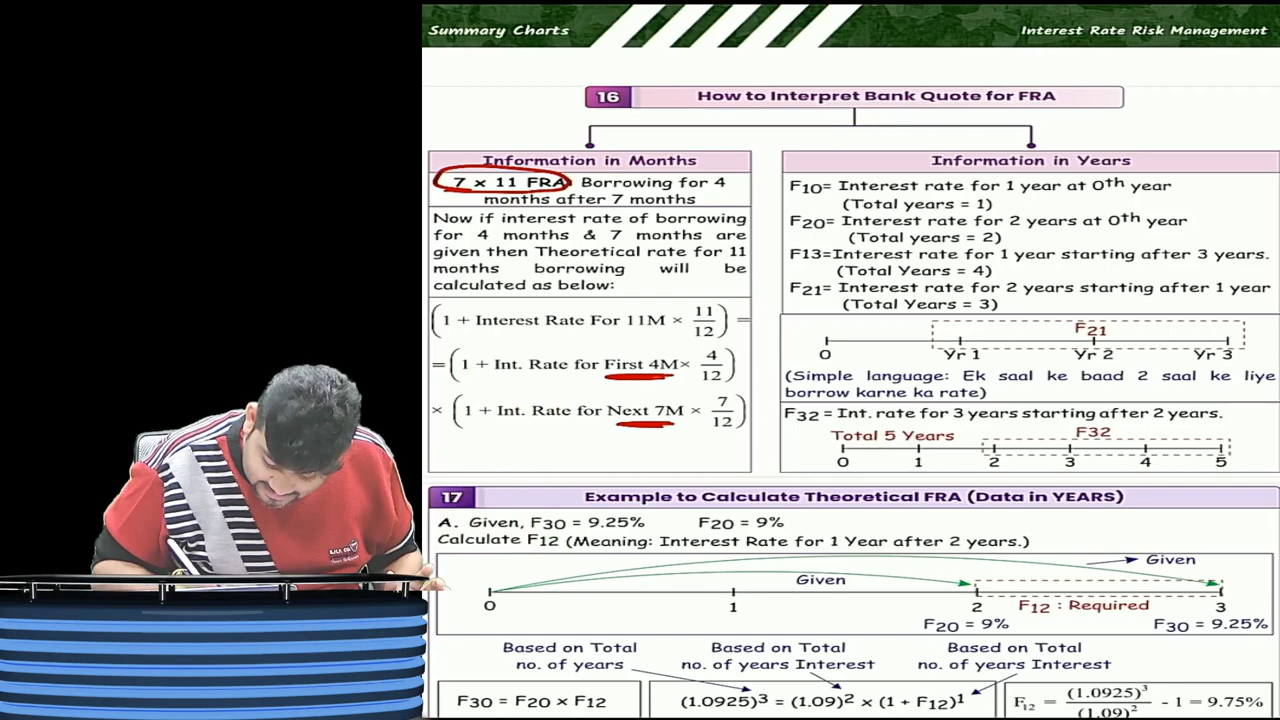 Summary Charts
Interest Rate Risk Management
16 How to Interpret Bank Quote for FRA
Information in Months
7 x 11 FRA Borrowing for 4
months after 7 months
Now if interest rate of borrowing
for 4 months & 7 months are
given then Theoretical rate for 11
months borrowing will be
calculated as below:
(1 + Interest Rate For 11M × 11/12) =
= (1 + Int. Rate for First 4M× 4/12)
× (1 + Int. Rate for Next 7M × 7/12)
Information in Years
F10= Interest rate for 1 year at 0th year
(Total years = 1)
F20= Interest rate for 2 years at 0th year
(Total years = 2)
F13=Interest rate for 1 year starting after 3 years.
(Total Years = 4)
F21= Interest rate for 2 years starting after 1 year
(Total Years = 3)
F21
0 Yr 1 Yr 2 Yr 3
(Simple language: Ek saal ke baad 2 saal ke liye
borrow karne ka rate)
F32 = Int. rate for 3 years starting after 2 years.
Total 5 Years F32
0 1 2 3 4 5
17 Example to Calculate Theoretical FRA (Data in YEARS)
A. Given, F30 = 9.25% F20 = 9%
Calculate F12 (Meaning: Interest Rate for 1 Year after 2 years.)
Given
Given
0 1 2 F12 : Required 3
F20 = 9% F30 = 9.25%
Based on Total
no. of years
Based on Total
no. of years Interest
Based on Total
no. of years Interest
F30 = F20 x F12
(1.0925)3 = (1.09)2 x (1 + F12)1
F12 = (1.0925)3/(1.09)2 - 1 = 9.75%